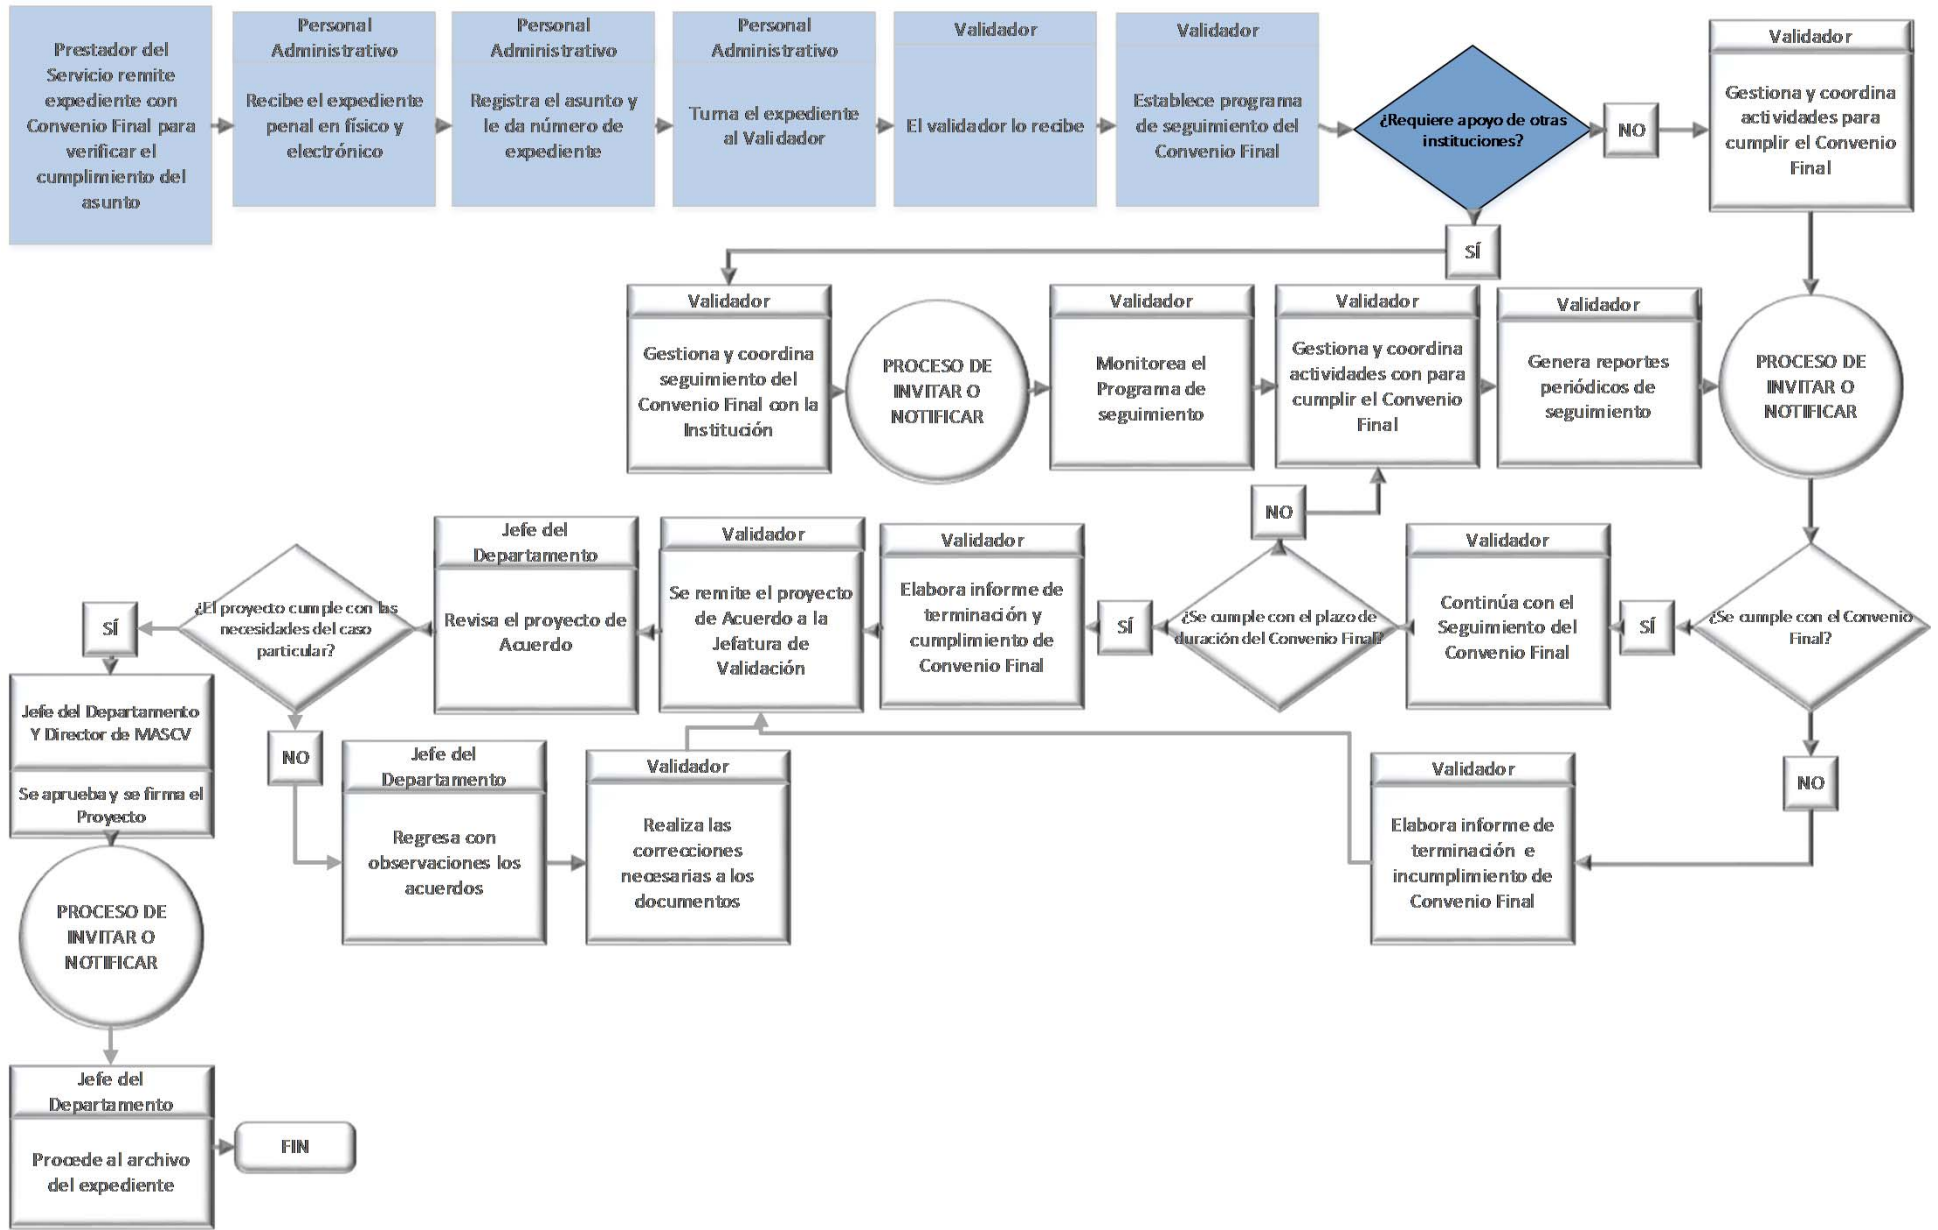 Prestador del
Servicio remite
expediente con
Convenio Final para
verificar el
cumplimiento del
asunto
Personal
Administrativo
Recibe el expediente
penal en físico y
electrónico
Personal
Administrativo
Registra el asunto y
le da número de
expediente
Personal
Administrativo
Turna el expediente
al Validador
Validador
El validador lo recibe
Validador
Establece programa
de seguimiento del
Convenio Final
¿Requiere apoyo de otras
instituciones?
NO
Validador
Gestiona y coordina
actividades para
cumplir el Convenio
Final
SÍ
Validador
Gestiona y coordina
seguimiento del
Convenio Final con la
Institución
PROCESO DE
INVITAR O
NOTIFICAR
Validador
Monitorea el
Programa de
seguimiento
Validador
Gestiona y coordina
actividades con para
cumplir el Convenio
Final
Validador
Genera reportes
periódicos de
seguimiento
PROCESO DE
INVITAR O
NOTIFICAR
¿Se cumple con el Convenio
Final?
SÍ
Validador
Continúa con el
Seguimiento del
Convenio Final
¿Se cumple con el plazo de
duración del Convenio Final?
NO
SÍ
Validador
Elabora informe de
terminación y
cumplimiento de
Convenio Final
Validador
Se remite el proyecto
de Acuerdo a la
Jefatura de
Validación
Jefe del
Departamento
Revisa el proyecto de
Acuerdo
¿El proyecto cumple con las
necesidades del caso
particular?
SÍ
Jefe del Departamento
Y Director de MASCV
Se aprueba y se firma el
Proyecto
NO
Jefe del
Departamento
Regresa con
observaciones los
acuerdos
Validador
Realiza las
correcciones
necesarias a los
documentos
Validador
Elabora informe de
terminación e
incumplimiento de
Convenio Final
NO
PROCESO DE
INVITAR O
NOTIFICAR
Jefe del
Departamento
Procede al archivo
del expediente
FIN